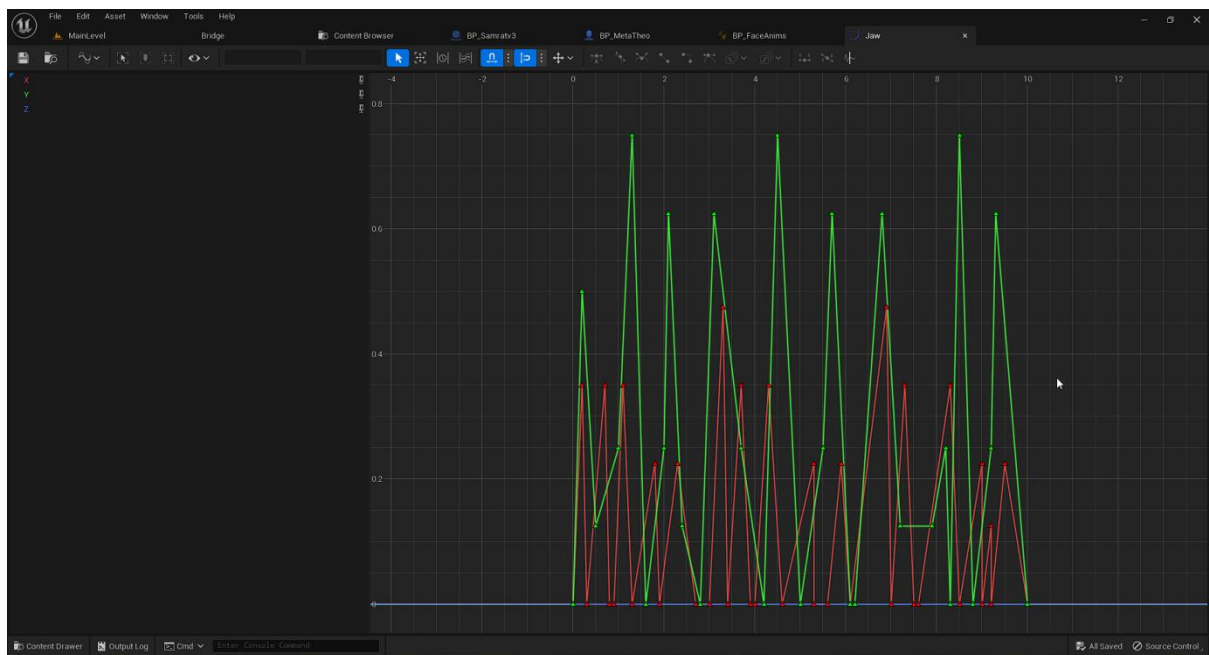 File Edit Asset Window Tools Help
MainLevel Bridge Content Browser BP_Samratv3 BP_MetaTheo BP_FaceAnims Jaw
X
Y
Z
-4 -2 0 2 4 6 8 10 12
0.8
0.6
0.4
0.2
0
Content Drawer Output Log Cmd Enter Console Command All Saved Source Control